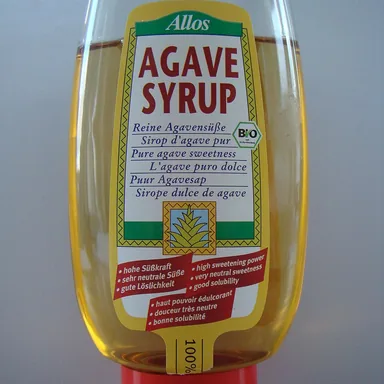 Allos
AGAVE
SYRUP
Reine Agavensüße
Sirop d'agave pur
Pure agave sweetness
L'agave puro dolce
Puur Agavesap
Sirope dulce de agave
BIO
• hohe Süßkraft
• sehr neutrale Süße
• gute Löslichkeit
• high sweetening power
• very neutral sweetness
• good solubility
• haut pouvoir édulcorant
• douceur très neutre
• bonne solubilité
100%